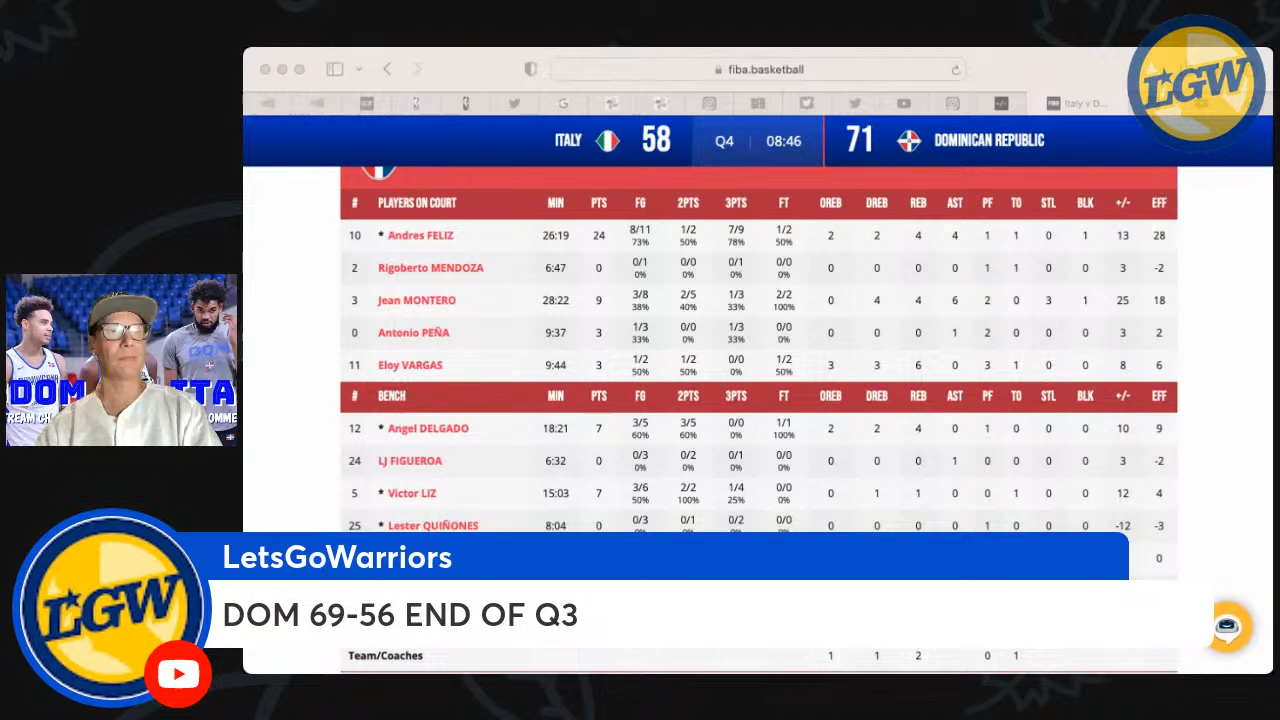 LGW
fiba.basketball
Italy v D...
ITALY 58 Q4 08:46 71 DOMINICAN REPUBLIC
# PLAYERS ON COURT MIN PTS FG 2PTS 3PTS FT OREB DREB REB AST PF TO STL BLK +/- EFF
10 * Andres FELIZ 26:19 24 8/11 73% 1/2 50% 7/9 78% 1/2 50% 2 2 4 4 1 1 0 1 13 28
2 Rigoberto MENDOZA 6:47 0 0/1 0% 0/0 0% 0/1 0% 0/0 0% 0 0 0 0 1 1 0 0 3 -2
3 Jean MONTERO 28:22 9 3/8 38% 2/5 40% 1/3 33% 2/2 100% 0 4 4 6 2 0 3 1 25 18
0 Antonio PEÑA 9:37 3 1/3 33% 0/0 0% 1/3 33% 0/0 0% 0 0 0 1 2 0 0 0 3 2
11 Eloy VARGAS 9:44 3 1/2 50% 1/2 50% 0/0 0% 1/2 50% 3 3 6 0 3 1 0 0 8 6
# BENCH MIN PTS FG 2PTS 3PTS FT OREB DREB REB AST PF TO STL BLK +/- EFF
12 * Angel DELGADO 18:21 7 3/5 60% 3/5 60% 0/0 0% 1/1 100% 2 2 4 0 1 0 0 0 10 9
24 LJ FIGUEROA 6:32 0 0/3 0% 0/2 0% 0/1 0% 0/0 0% 0 0 0 1 0 0 0 0 3 -2
5 * Victor LIZ 15:03 7 3/6 50% 2/2 100% 1/4 25% 0/0 0% 0 1 1 0 0 1 0 0 12 4
25 * Lester QUIÑONES 8:04 0 0/3 0/1 0/2 0/0 0 0 0 0 1 0 0 0 -12 -3
0
Team/Coaches 1 1 2 0 1
DOM ITA
LGW
LetsGoWarriors
DOM 69-56 END OF Q3